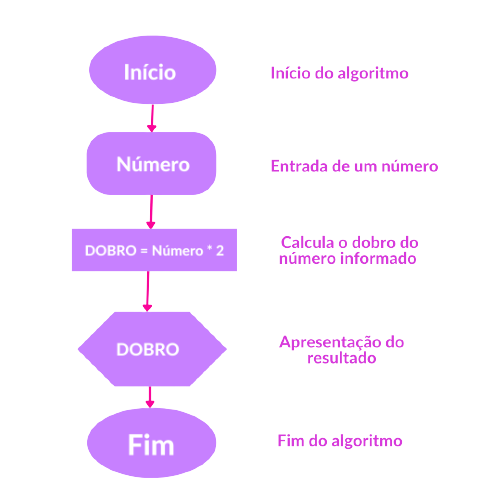 Início
Início do algoritmo
Número
Entrada de um número
DOBRO = Número * 2
Calcula o dobro do
número informado
DOBRO
Apresentação do
resultado
Fim
Fim do algoritmo